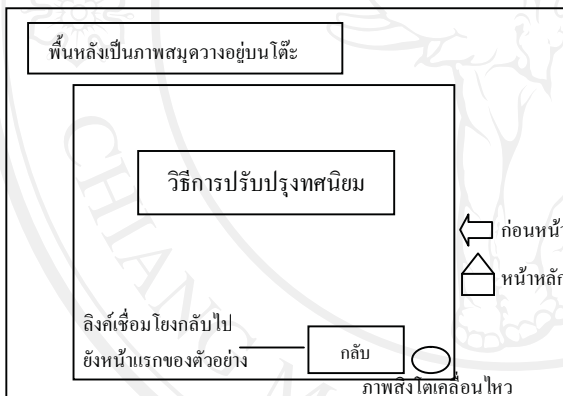 พื้นหลังเป็นภาพสมุดวางอยู่บนโต๊ะ
วิธีการปรับปรุงทศนิยม
ก่อนหน้า
หน้าหลัก
ลิงค์เชื่อมโยงกลับไป
ยังหน้าแรกของตัวอย่าง
กลับ
ภาพสิงโตเคลื่อนไหว
CHIANG M